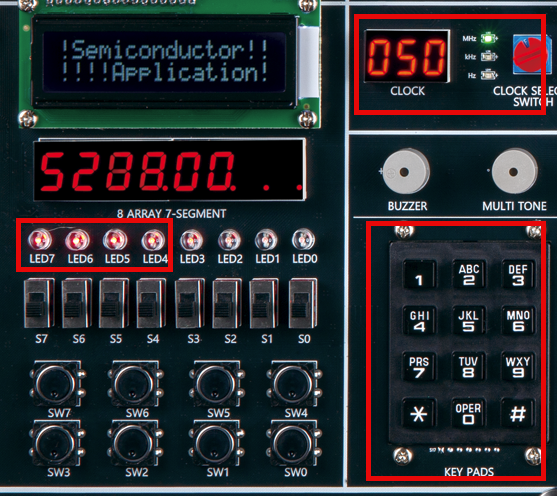 !Semiconductor!!
!!!!Application!
050
MHz
kHz
Hz
CLOCK
CLOCK SELE
SWITCH
5288.00. . .
8 ARRAY 7-SEGMENT
BUZZER
MULTI TONE
LED7 LED6 LED5 LED4 LED3 LED2 LED1 LED0
S7 S6 S5 S4 S3 S2 S1 S0
SW7 SW6 SW5 SW4
SW3 SW2 SW1 SW0
1 ABC 2 DEF 3
GHI 4 JKL 5 MNO 6
PRS 7 TUV 8 WXY 9
* OPER 0 #
KEY PADS